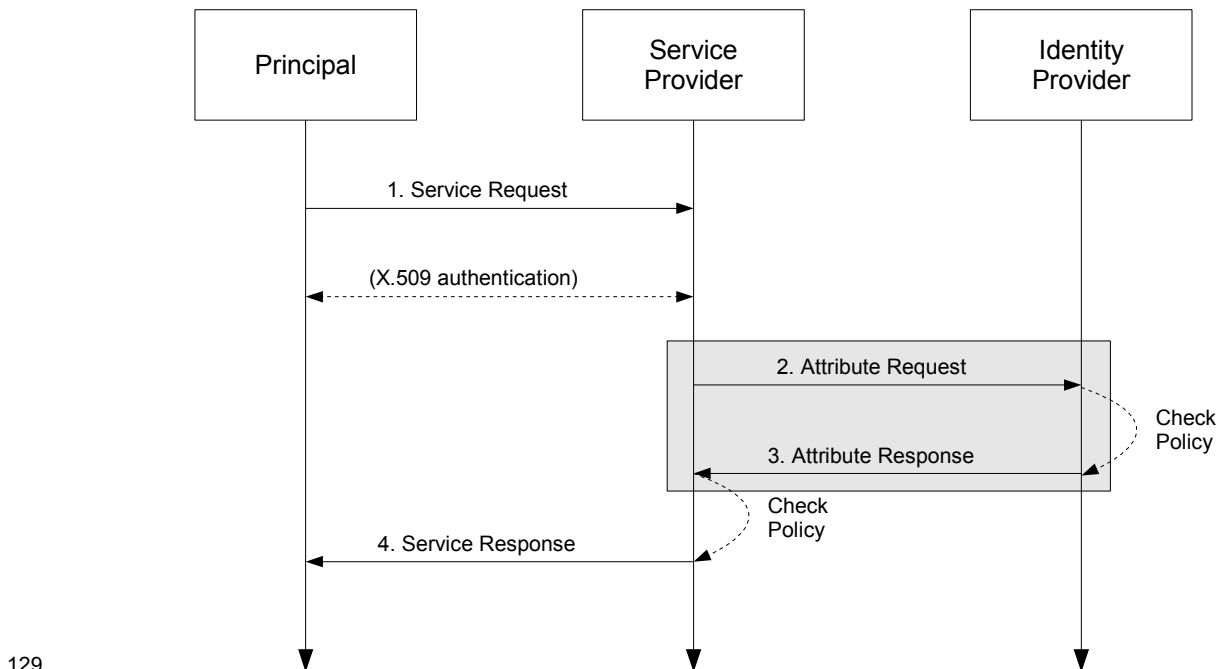 Principal
Service
Provider
Identity
Provider
1. Service Request
(X.509 authentication)
2. Attribute Request
Check
Policy
3. Attribute Response
Check
Policy
4. Service Response
129